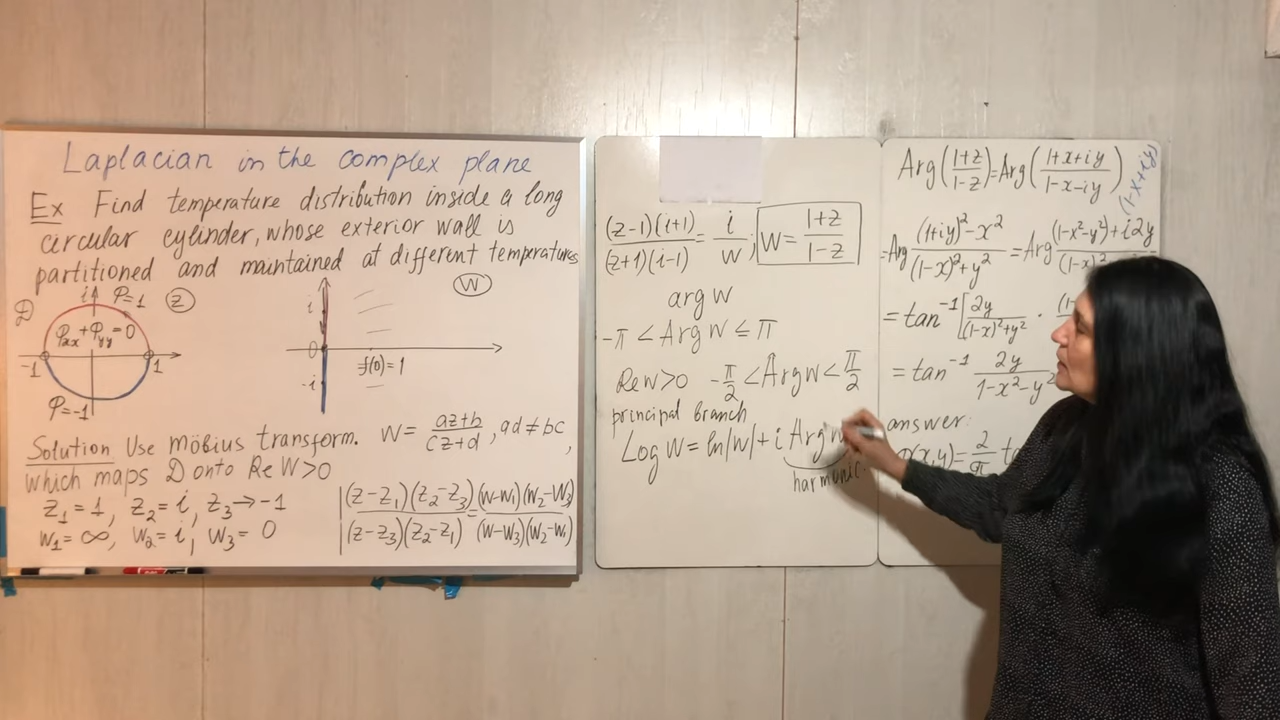 Laplacian in the complex plane
Ex Find temperature distribution inside a long
circular cylinder, whose exterior wall is
partitioned and maintained at different temperatures
D i φ=1 z
φxx+φyy=0
-1 1
φ=-1
w
i
0
f(0)=1
-i
Solution Use möbius transform. w = (az+b)/(cz+d), ad≠bc,
which maps D onto Re w>0
z₁=1, z₂=i, z₃→-1
w₁=∞, w₂=i, w₃=0
(z-z₁)(z₂-z₃)/(z-z₃)(z₂-z₁) = (w-w₁)(w₂-w₃)/(w-w₃)(w₂-w₁)
(z-1)(i+1)/(z+1)(i-1) = i/w; w = (1+z)/(1-z)
arg w
-π < Arg w ≤ π
Re w>0 -π/2 < Arg w < π/2
principal branch
Log w = ln|w| + i Arg
harmonic.
Arg((1+z)/(1-z)) = Arg((1+x+iy)/(1-x-iy)) (1-x+iy)
= Arg ((1+iy)²-x²)/((1-x)²+y²) = Arg ((1-x²-y²)+i2y)/(1-x)²
= tan⁻¹[2y/((1-x)²+y²) ·
= tan⁻¹ 2y/(1-x²-y²
answer:
(x,y) = 2/π